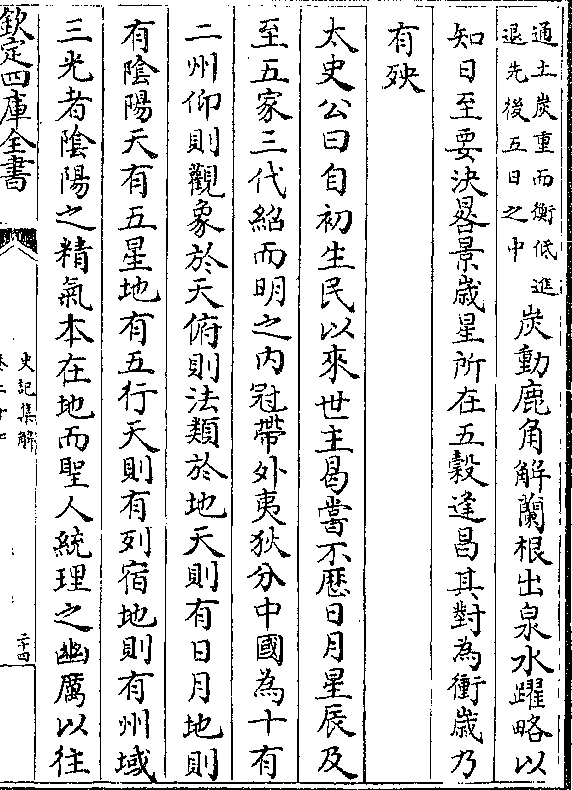 通土炭重而衡低進
退先後五日之中
炭動鹿角解蘭根出泉水躍略以
知日至要決晷景歳星所在五穀逢昌其對為衝歳乃
有殃
太史公曰自初生民以來世主曷嘗不厯日月星辰及
至五家三代紹而明之内冠帶外夷狄分中國為十有
二州仰則觀象於天俯則法類於地天則有日月地則
有陰陽天有五星地有五行天則有列宿地則有州域
三光者陰陽之精氣本在地而聖人統理之幽厲以往
欽定四庫全書
史記集解
二十四